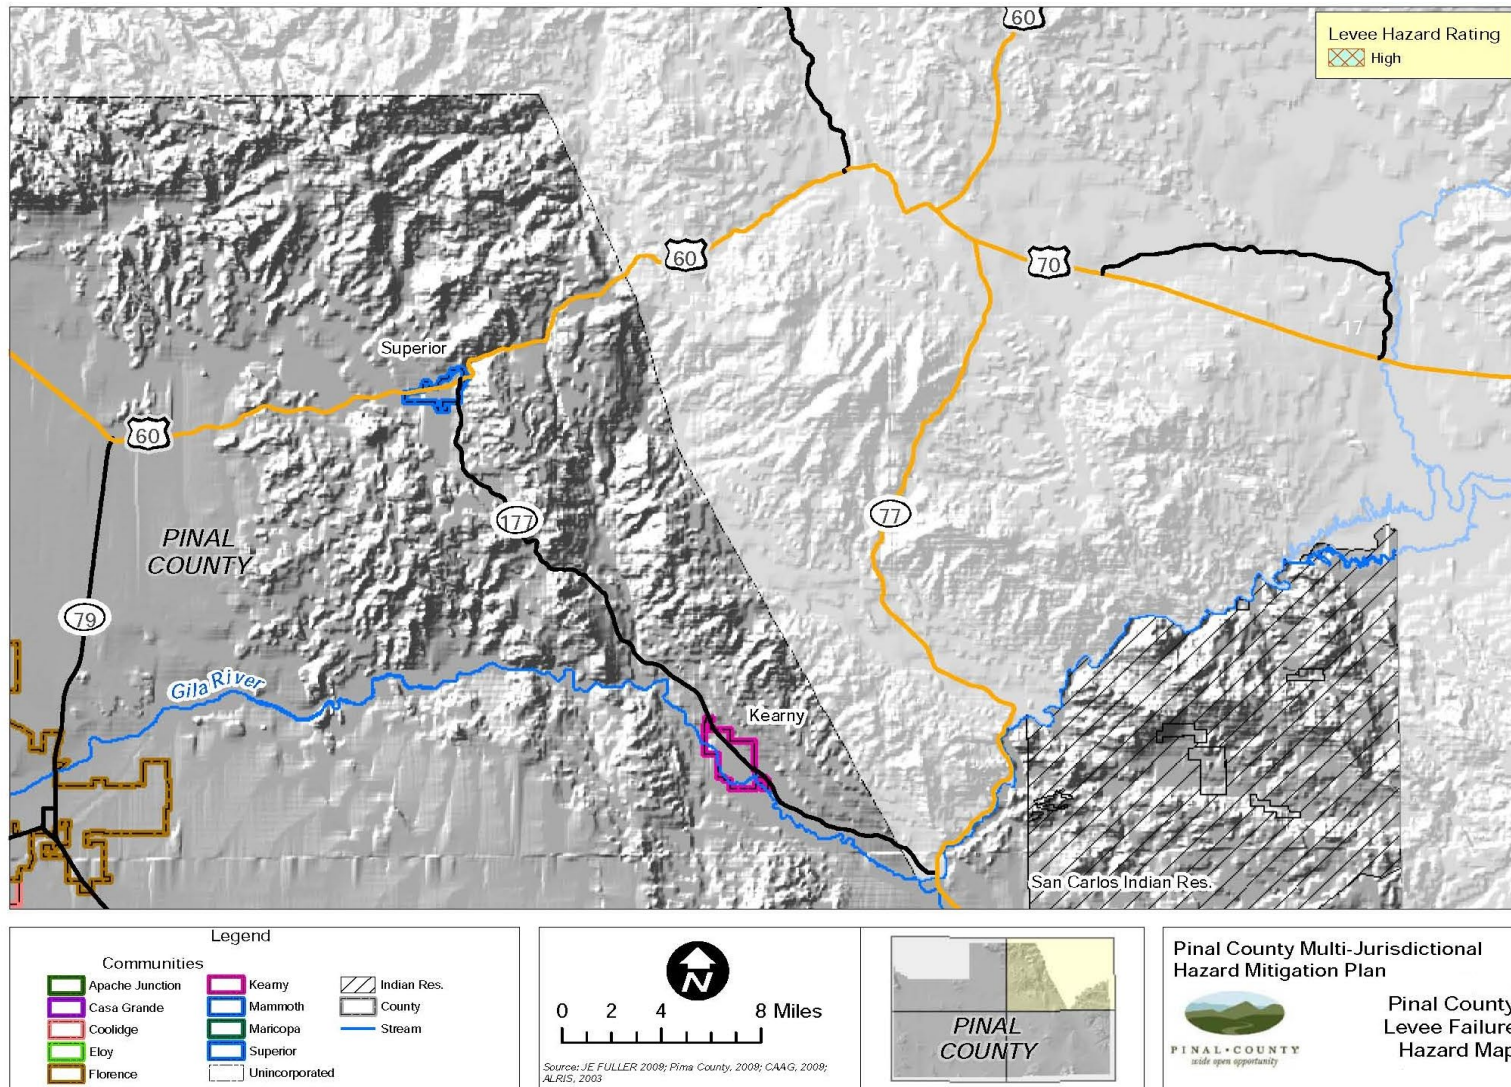 60
Levee Hazard Rating
High
60
70
17
Superior
60
177
77
PINAL
COUNTY
79
Gila River
Kearny
San Carlos Indian Res.
Legend
Communities
Apache Junction
Casa Grande
Coolidge
Eloy
Florence
Kearny
Mammoth
Maricopa
Superior
Unincorporated
Indian Res.
County
Stream
N
0 2 4 8 Miles
Source: JE FULLER 2009; Pima County, 2009; CAAG, 2009;
ALRIS, 2003
PINAL
COUNTY
Pinal County Multi-Jurisdictional
Hazard Mitigation Plan
PINAL•COUNTY
wide open opportunity
Pinal County
Levee Failure
Hazard Map